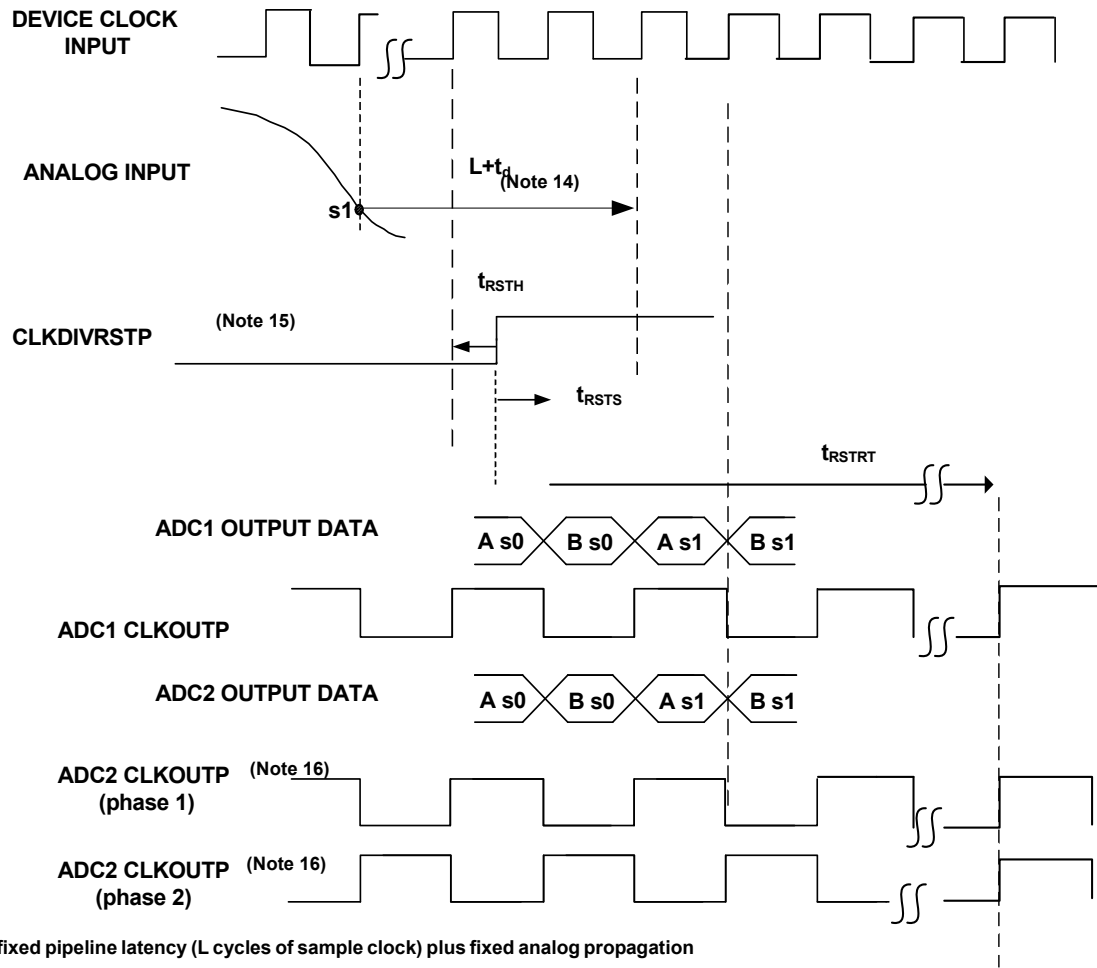 DEVICE CLOCK
INPUT
ANALOG INPUT
L+td
(Note 14)
s1
tRSTH
(Note 15)
CLKDIVRSTP
tRSTS
tRSTRT
ADC1 OUTPUT DATA
A s0 B s0 A s1 B s1
ADC1 CLKOUTP
ADC2 OUTPUT DATA
A s0 B s0 A s1 B s1
ADC2 CLKOUTP (Note 16)
(phase 1)
ADC2 CLKOUTP (Note 16)
(phase 2)
fixed pipeline latency (L cycles of sample clock) plus fixed analog propagation